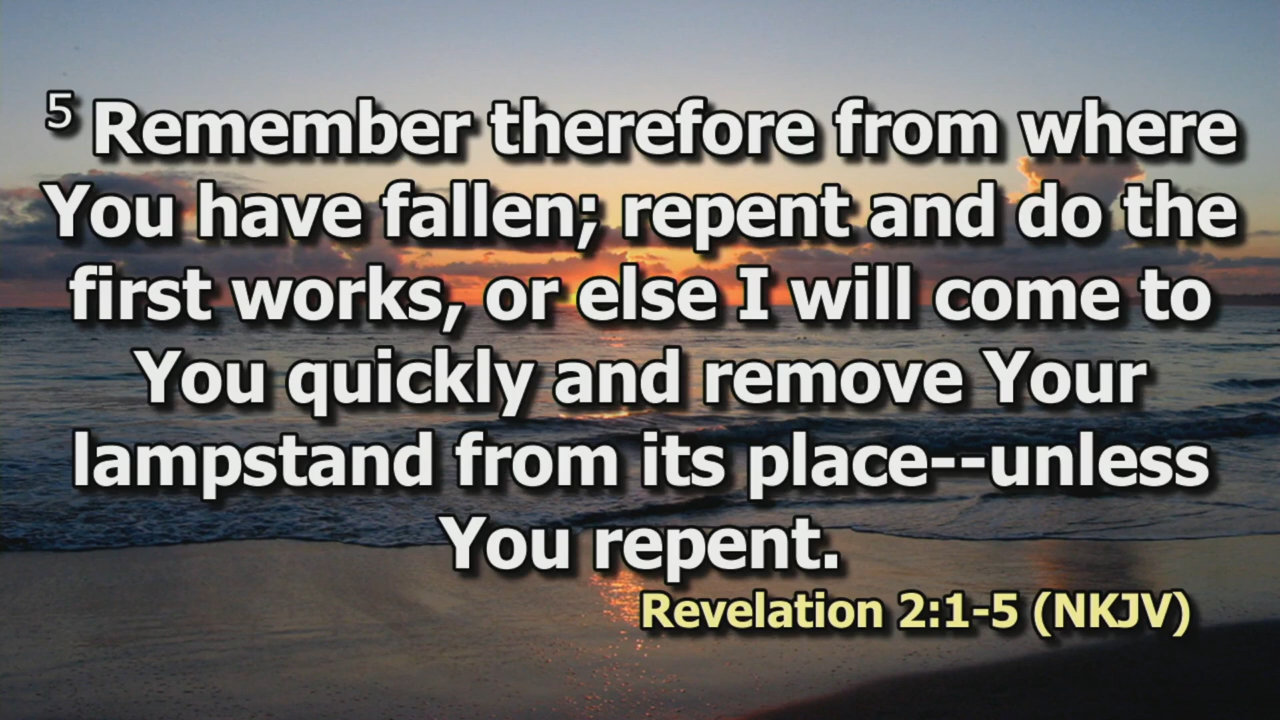 5 Remember therefore from where
You have fallen; repent and do the
first works, or else I will come to
You quickly and remove Your
lampstand from its place--unless
You repent.
Revelation 2:1-5 (NKJV)